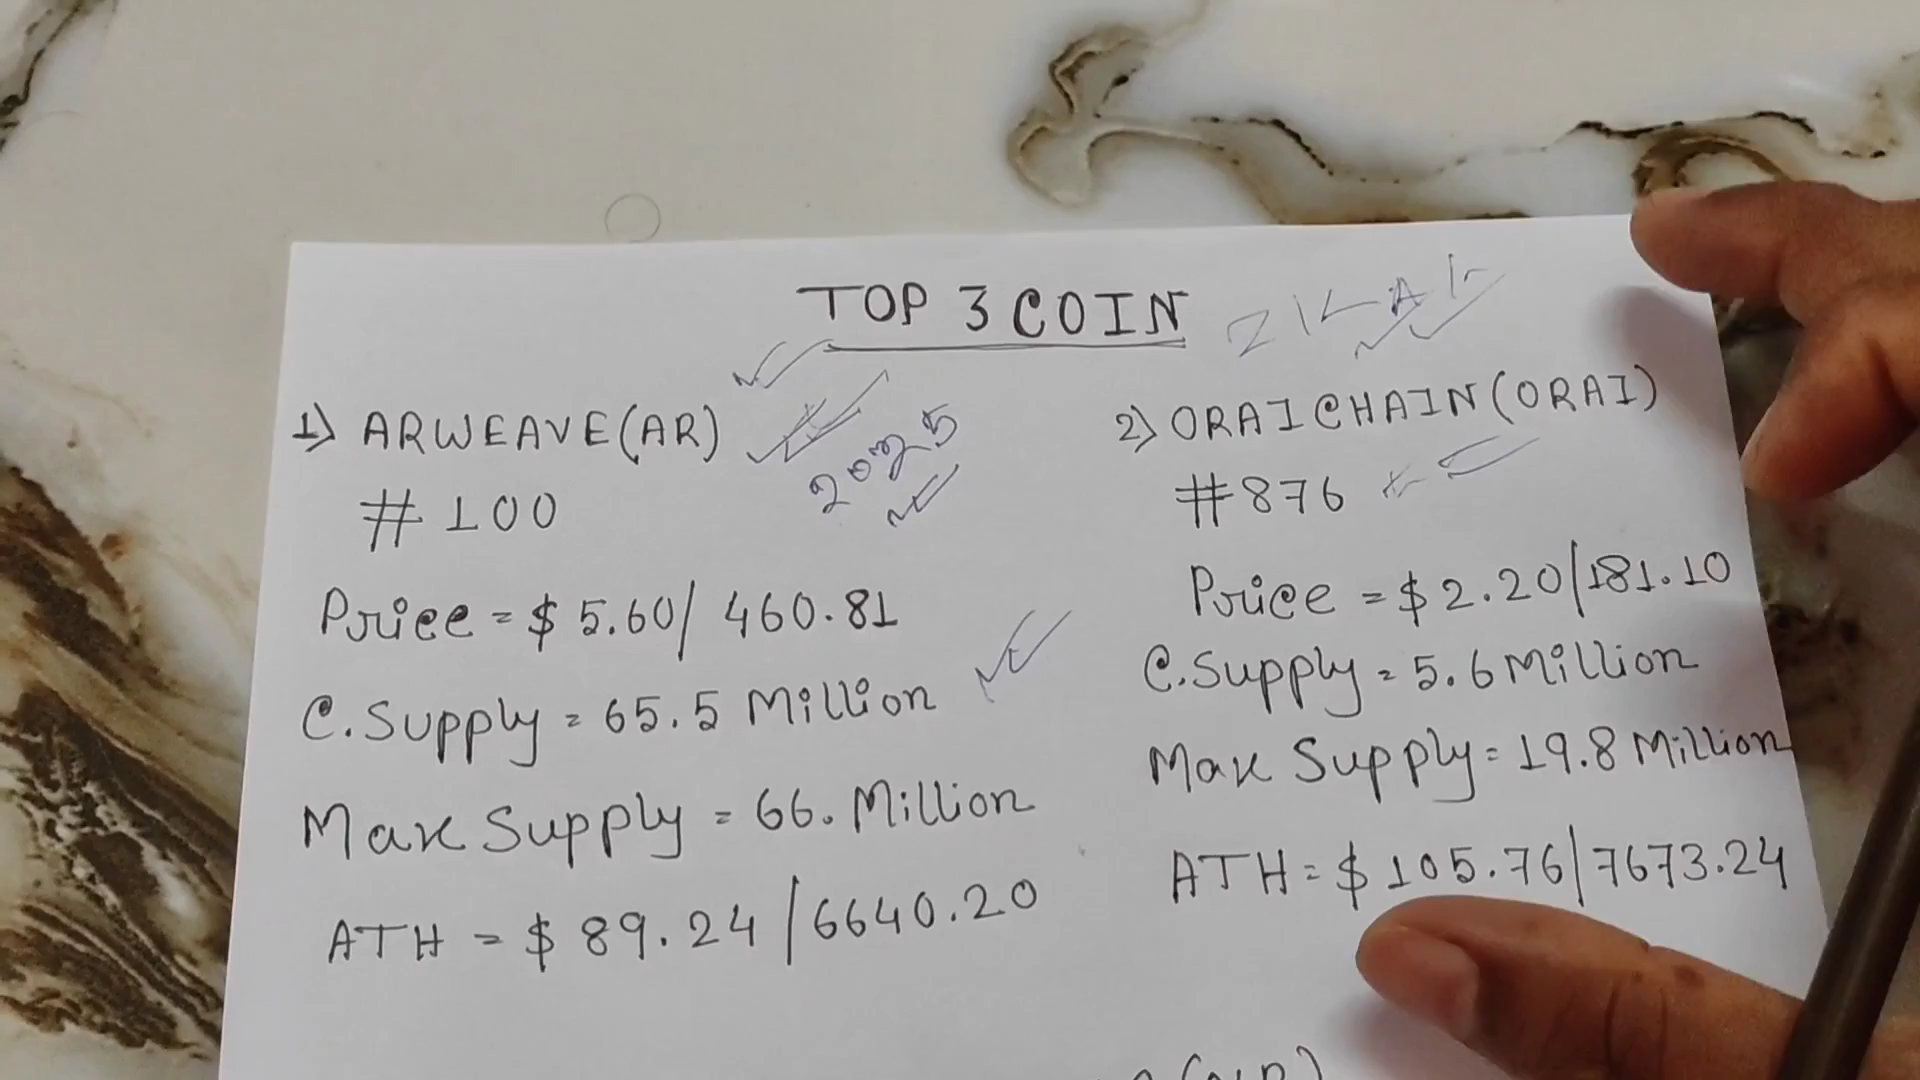 TOP 3 COIN
1) ARWEAVE(AR)
2025
# 100
Price = $ 5.60/ 460.81
C.Supply = 65.5 Million
Max Supply = 66. Million
ATH = $ 89.24 / 6640.20
2) ORAICHAIN(ORAI)
#876
Price = $2.20/181.10
C.Supply = 5.6 Million
Max Supply = 19.8 Million
ATH = $ 105.76/7673.24